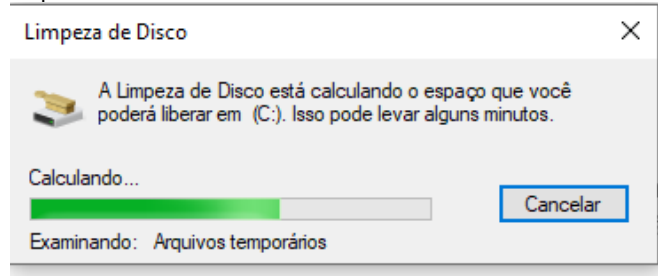 Limpeza de Disco
A Limpeza de Disco está calculando o espaço que você
poderá liberar em  (C:). Isso pode levar alguns minutos.
Calculando...
Cancelar
Examinando:   Arquivos temporários